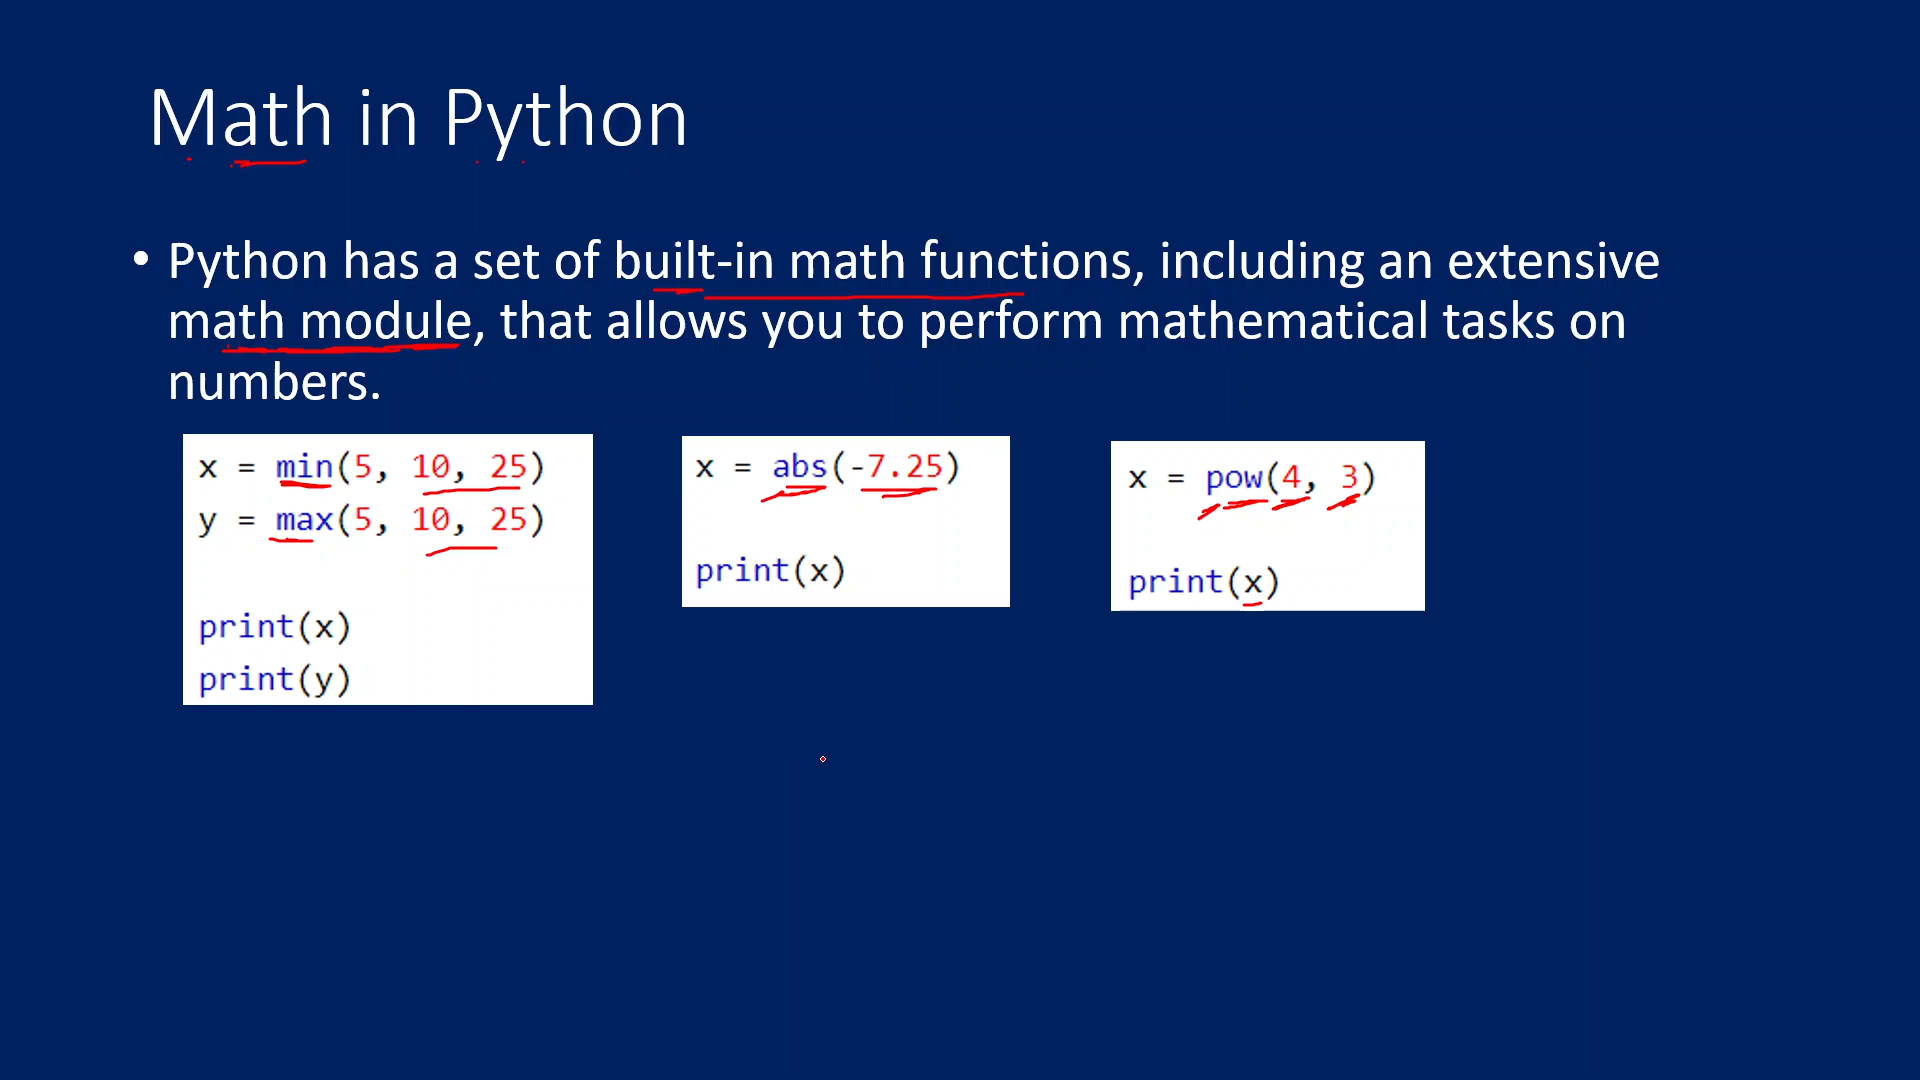 Math in Python
• Python has a set of built-in math functions, including an extensive
math module, that allows you to perform mathematical tasks on
numbers.
x = min(5, 10, 25)
y = max(5, 10, 25)
print(x)
print(y)
x = abs(-7.25)
print(x)
x = pow(4, 3)
print(x)